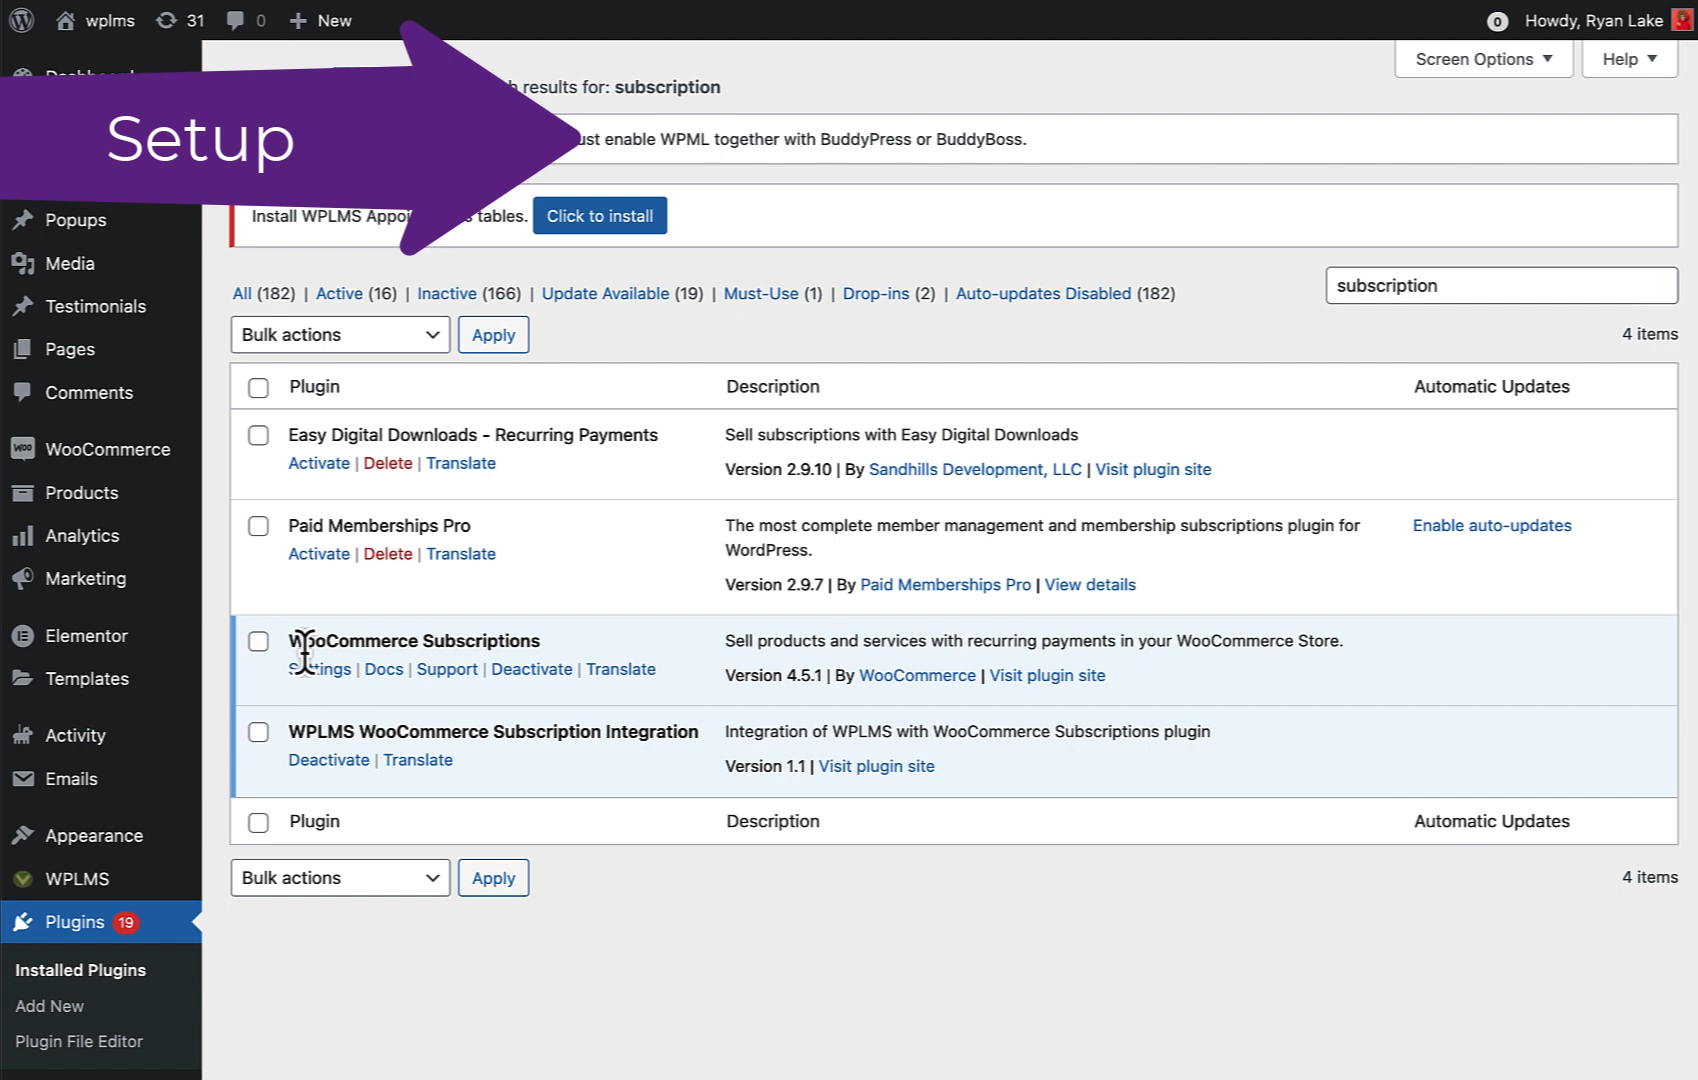 wplms 31 0 New 0 Howdy, Ryan Lake
Screen Options Help
results for: subscription
Setup
enable WPML together with BuddyPress or BuddyBoss.
Install WPLMS tables. Click to install
Popups
Media
Testimonials
Pages
Comments
WooCommerce
Products
Analytics
Marketing
Elementor
Templates
Activity
Emails
Appearance
WPLMS
Plugins 19
Installed Plugins
Add New
Plugin File Editor
All (182) | Active (16) | Inactive (166) | Update Available (19) | Must-Use (1) | Drop-ins (2) | Auto-updates Disabled (182)
subscription
Bulk actions Apply 4 items
Plugin Description Automatic Updates
Easy Digital Downloads - Recurring Payments
Activate | Delete | Translate
Sell subscriptions with Easy Digital Downloads
Version 2.9.10 | By Sandhills Development, LLC | Visit plugin site
Paid Memberships Pro
Activate | Delete | Translate
The most complete member management and membership subscriptions plugin for
WordPress.
Version 2.9.7 | By Paid Memberships Pro | View details
Enable auto-updates
WooCommerce Subscriptions
Settings | Docs | Support | Deactivate | Translate
Sell products and services with recurring payments in your WooCommerce Store.
Version 4.5.1 | By WooCommerce | Visit plugin site
WPLMS WooCommerce Subscription Integration
Deactivate | Translate
Integration of WPLMS with WooCommerce Subscriptions plugin
Version 1.1 | Visit plugin site
Plugin Description Automatic Updates
Bulk actions Apply 4 items